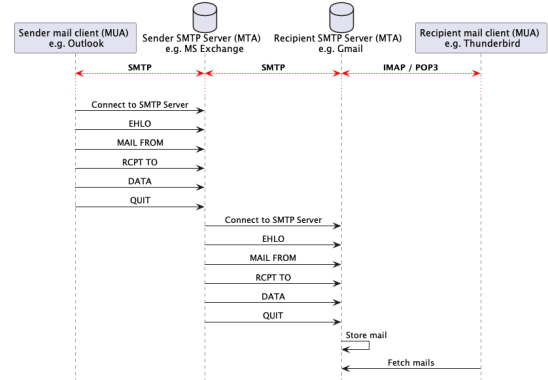 Sender mail client (MUA)
e.g. Outlook
Sender SMTP Server (MTA)
e.g. MS Exchange
Recipient SMTP Server (MTA)
e.g. Gmail
Recipient mail client (MUA)
e.g. Thunderbird
SMTP
SMTP
IMAP / POP3
Connect to SMTP Server
EHLO
MAIL FROM
RCPT TO
DATA
QUIT
Connect to SMTP Server
EHLO
MAIL FROM
RCPT TO
DATA
QUIT
Store mail
Fetch mails